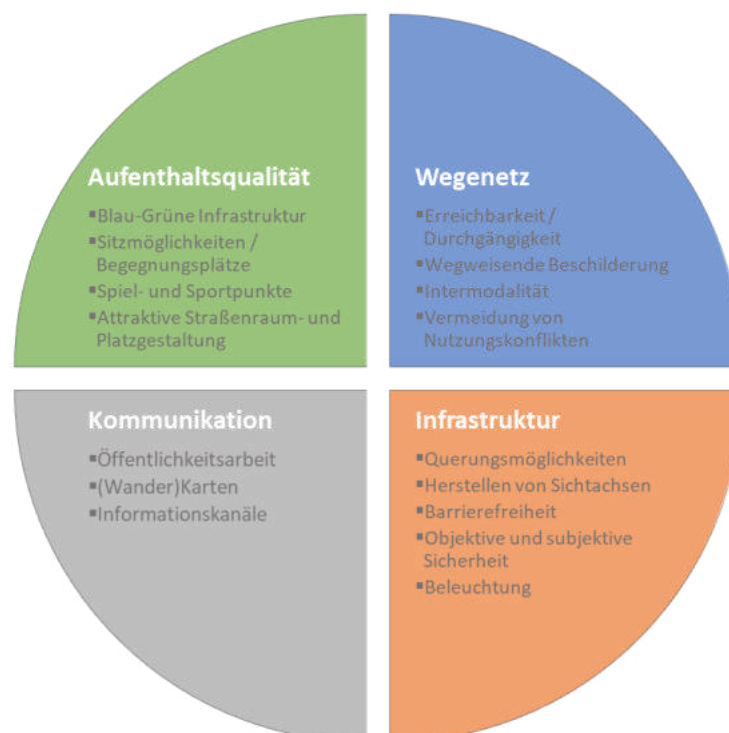 Aufenthaltsqualität
▪Blau-Grüne Infrastruktur
▪Sitzmöglichkeiten /
Begegnungsplätze
▪Spiel- und Sportpunkte
▪Attraktive Straßenraum- und
Platzgestaltung
Wegenetz
▪Erreichbarkeit /
Durchgängigkeit
▪Wegweisende Beschilderung
▪Intermodalität
▪Vermeidung von
Nutzungskonflikten
Kommunikation
▪Öffentlichkeitsarbeit
▪(Wander)Karten
▪Informationskanäle
Infrastruktur
▪Querungsmöglichkeiten
▪Herstellen von Sichtachsen
▪Barrierefreiheit
▪Objektive und subjektive
Sicherheit
▪Beleuchtung